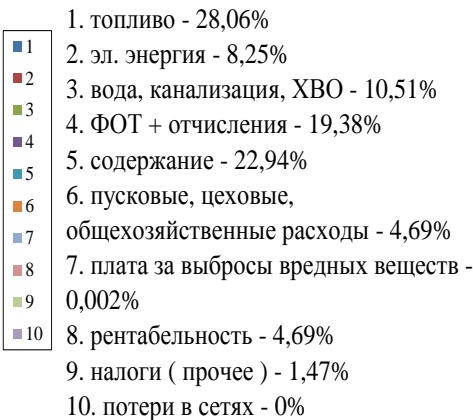 1
2
3
4
5
6
7
8
9
10
1. топливо - 28,06%
2. эл. энергия - 8,25%
3. вода, канализация, ХВО - 10,51%
4. ФОТ + отчисления - 19,38%
5. содержание - 22,94%
6. пусковые, цеховые,
общехозяйственные расходы - 4,69%
7. плата за выбросы вредных веществ -
0,002%
8. рентабельность - 4,69%
9. налоги ( прочее ) - 1,47%
10. потери в сетях - 0%